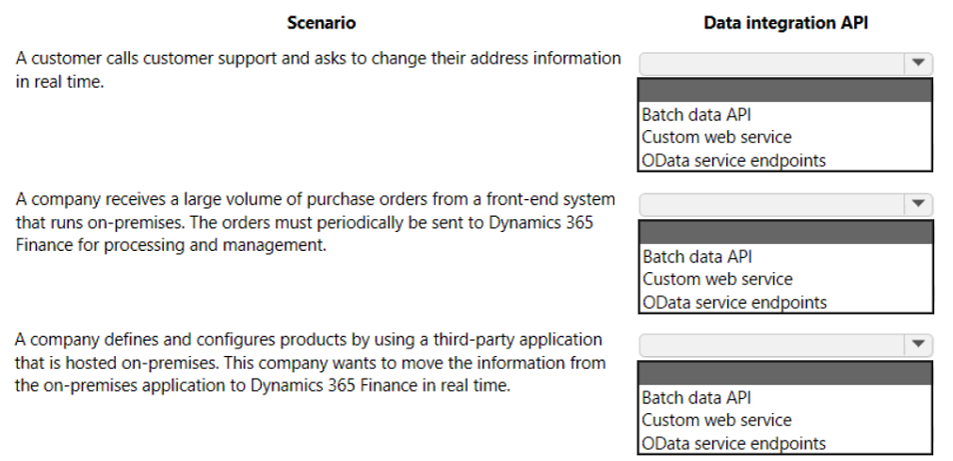 Scenario
Data integration API
A customer calls customer support and asks to change their address information
in real time.
Batch data API
Custom web service
OData service endpoints
A company receives a large volume of purchase orders from a front-end system
that runs on-premises. The orders must periodically be sent to Dynamics 365
Finance for processing and management.
Batch data API
Custom web service
OData service endpoints
A company defines and configures products by using a third-party application
that is hosted on-premises. This company wants to move the information from
the on-premises application to Dynamics 365 Finance in real time.
Batch data API
Custom web service
OData service endpoints